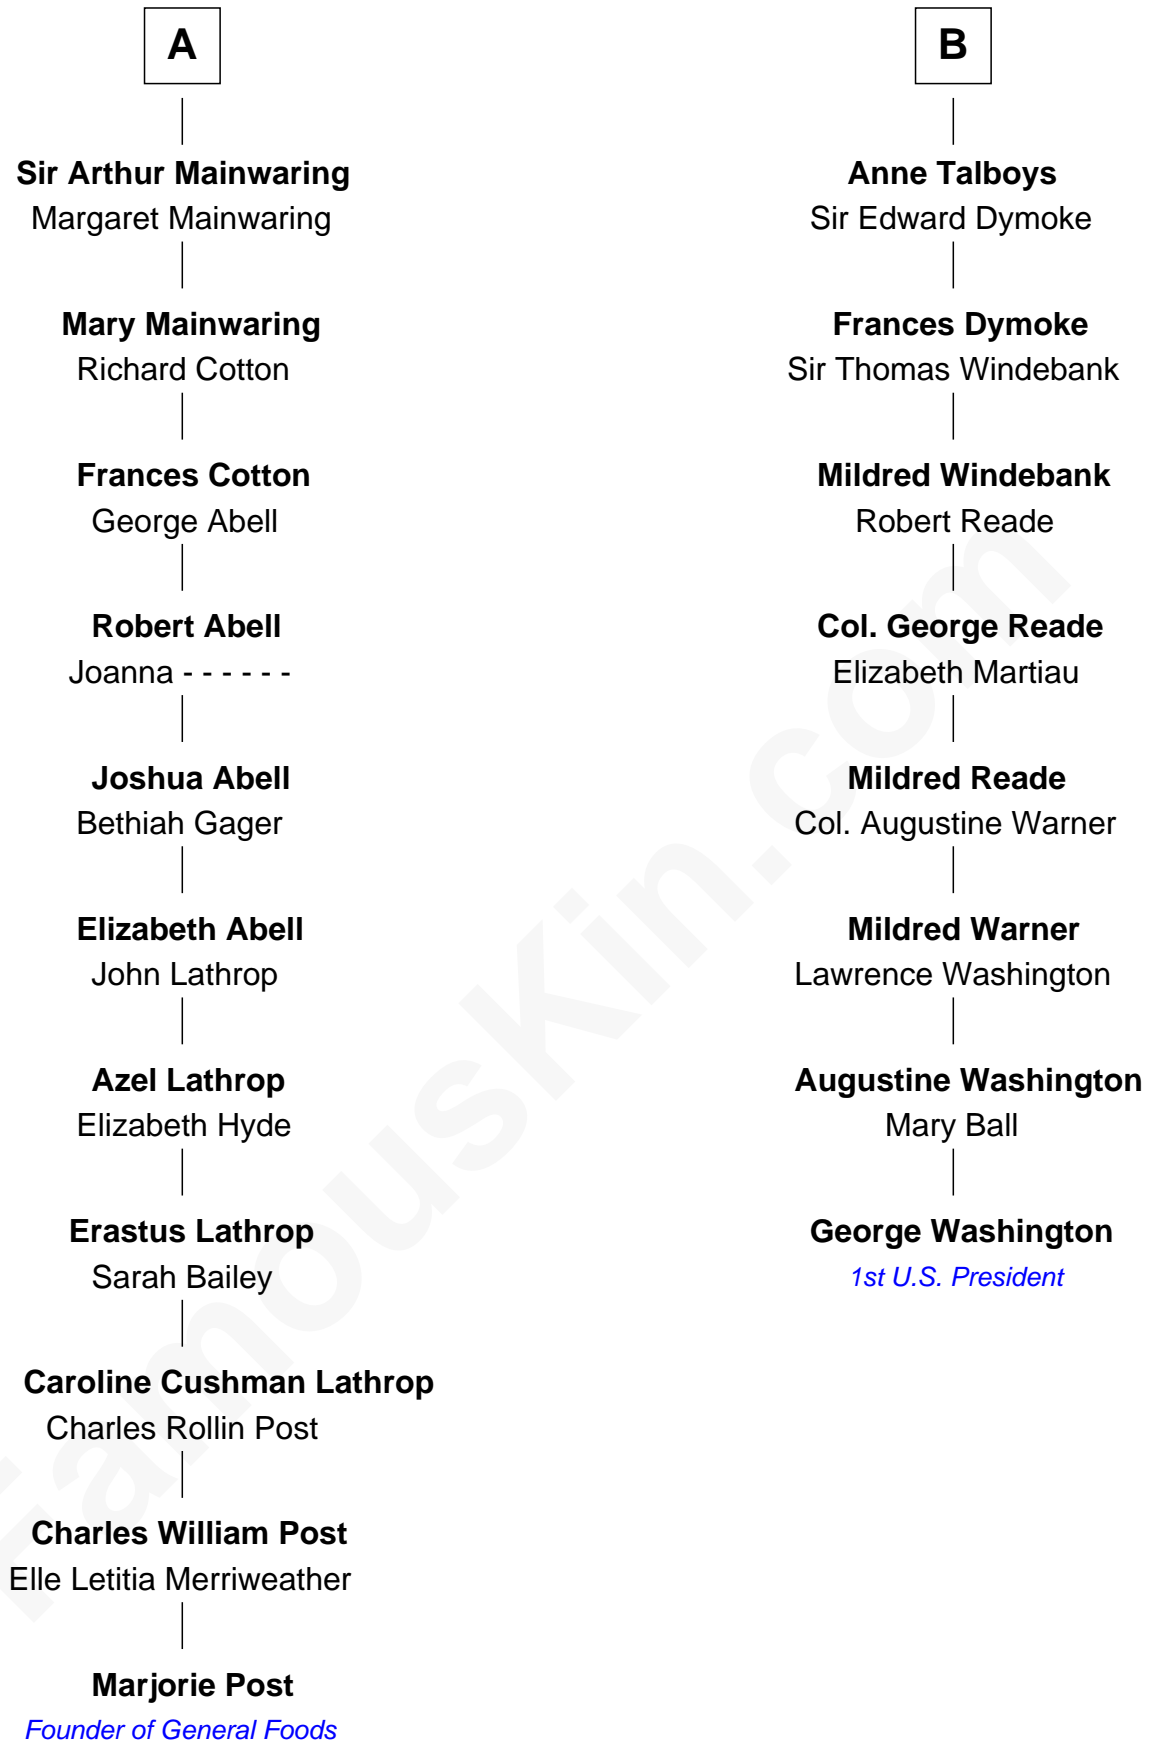 A
Sir Arthur Mainwaring
Margaret Mainwaring
Mary Mainwaring
Richard Cotton
Frances Cotton
George Abell
Robert Abell
Joanna - - - - - -
Joshua Abell
Bethiah Gager
Elizabeth Abell
John Lathrop
Azel Lathrop
Elizabeth Hyde
Erastus Lathrop
Sarah Bailey
Caroline Cushman Lathrop
Charles Rollin Post
Charles William Post
Elle Letitia Merriweather
Marjorie Post
Founder of General Foods
B
Anne Talboys
Sir Edward Dymoke
Frances Dymoke
Sir Thomas Windebank
Mildred Windebank
Robert Reade
Col. George Reade
Elizabeth Martiau
Mildred Reade
Col. Augustine Warner
Mildred Warner
Lawrence Washington
Augustine Washington
Mary Ball
George Washington
1st U.S. President
FamousKin.com